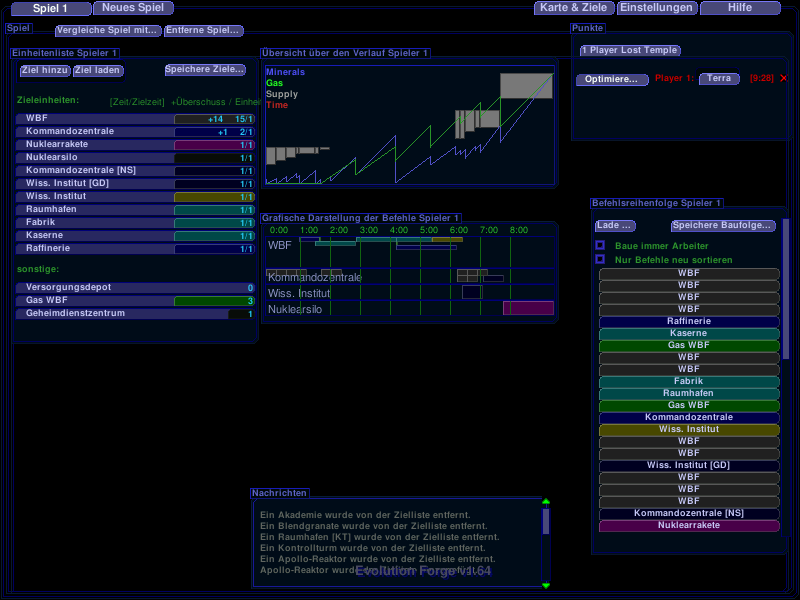 Spiel 1 Neues Spiel Karte & Ziele Einstellungen Hilfe
Spiel Vergleiche Spiel mit... Entferne Spiel... Punkte
Einheitenliste Spieler 1
Ziel hinzu Ziel laden Speichere Ziele...
Zieleinheiten: [Zeit/Zielzeit] +Überschuss / Einhei
WBF +14 15/1
Kommandozentrale +1 2/1
Nuklearrakete 1/1
Nuklearsilo 1/1
Kommandozentrale [NS] 1/1
Wiss. Institut [GD] 1/1
Wiss. Institut 1/1
Raumhafen 1/1
Fabrik 1/1
Kaserne 1/1
Raffinerie 1/1
sonstige:
Versorgungsdepot 0
Gas WBF 3
Geheimdienstzentrum 1
Übersicht über den Verlauf Spieler 1
Minerals
Gas
Supply
Time
Grafische Darstellung der Befehle Spieler 1
0:00 1:00 2:00 3:00 4:00 5:00 6:00 7:00 8:00
WBF
Kommandozentrale
Wiss. Institut
Nuklearsilo
1 Player Lost Temple
Optimiere... Player 1: Terra [9:26] X
Befehlsreihenfolge Spieler 1
Lade ... Speichere Baufolge...
Baue immer Arbeiter
Nur Befehle neu sortieren
WBF
WBF
WBF
WBF
Raffinerie
Kaserne
Gas WBF
WBF
WBF
Fabrik
Raumhafen
Gas WBF
Kommandozentrale
Wiss. Institut
WBF
WBF
Wiss. Institut [GD]
WBF
WBF
WBF
Kommandozentrale [NS]
Nuklearrakete
Nachrichten
Ein Akademie wurde von der Zielliste entfernt.
Ein Blendgranate wurde von der Zielliste entfernt.
Ein Raumhafen [KT] wurde von der Zielliste entfernt.
Ein Kontrollturm wurde von der Zielliste entfernt.
Ein Apollo-Reaktor wurde von der Zielliste entfernt.
Apollo-Reaktor
Evolution Forge v1.64